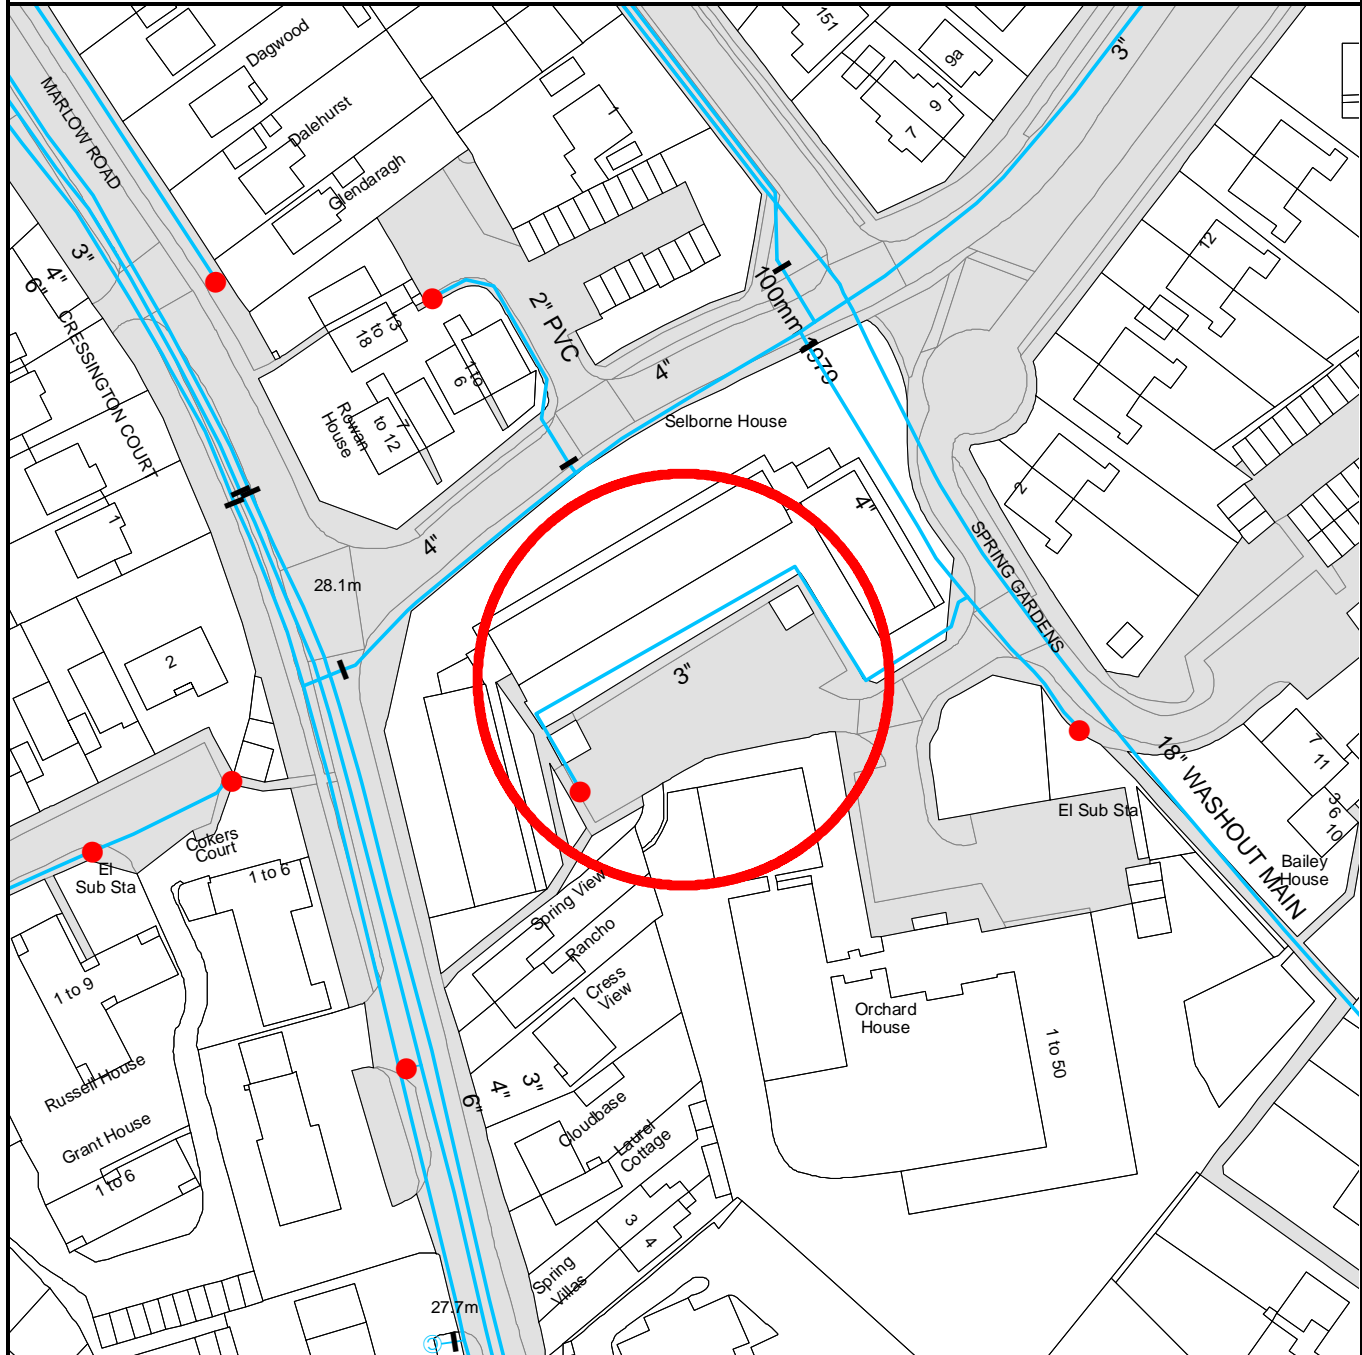 151
Dagwood
9a
3"
MARLOW ROAD
9
7
Dalehurst
1
Glendaragh
3"
4"
6"
12
100mm 1979
2" PVC
13
to
18
4"
CRESSINGTON COURT
1 to
6
Rowan
House
7
to 12
Selborne House
2
4"
1
4"
SPRING GARDENS
28.1m
2
3"
18" WASHOUT MAIN
7
11
El Sub Sta
3
6
10
Bailey
House
Cokers
Court
El
Sub Sta
1 to 6
Spring View
Rancho
Cress
View
1 to 9
Orchard
House
1 to 50
Russell House
3"
4"
6"
Cloudbase
Laurel
Cottage
Grant House
1 to 6
3
4
Spring
Villas
27.7m